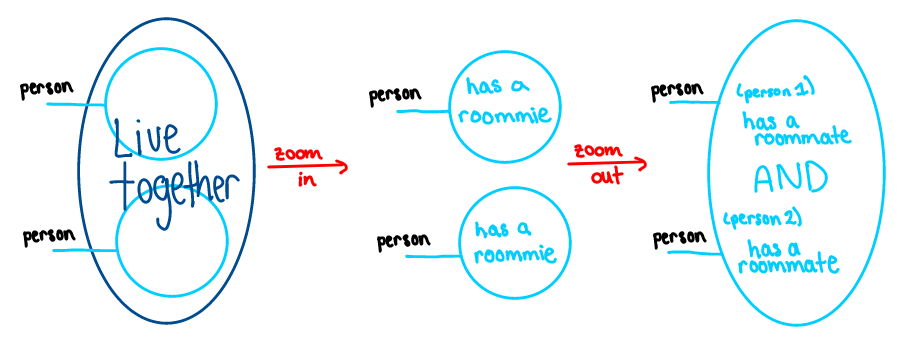 person
Live
together
person
zoom
in
person
has a
roommie
person
has a
roommie
zoom
out
person
(person 1)
has a
roommate
AND
(person 2)
person
has a
roommate